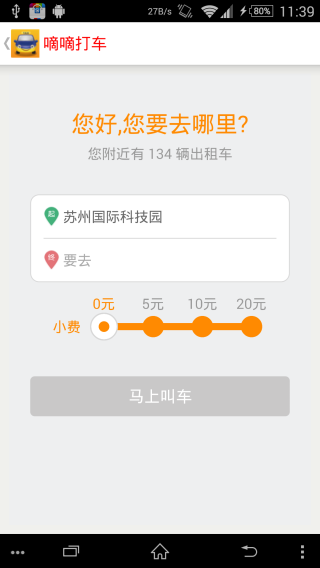 27B/s 80% 11:39
嘀嘀打车
您好,您要去哪里?
您附近有 134 辆出租车
起 苏州国际科技园
终 要去
0元 5元 10元 20元
小费
马上叫车